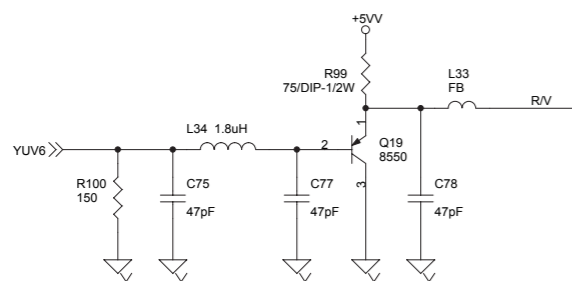 +5VV
R99
75/DIP-1/2W
L33
FB
R/V
L34 1.8uH
1
2
3
Q19
8550
YUV6
R100
150
C75
47pF
C77
47pF
C78
47pF
V
V
V
V
V